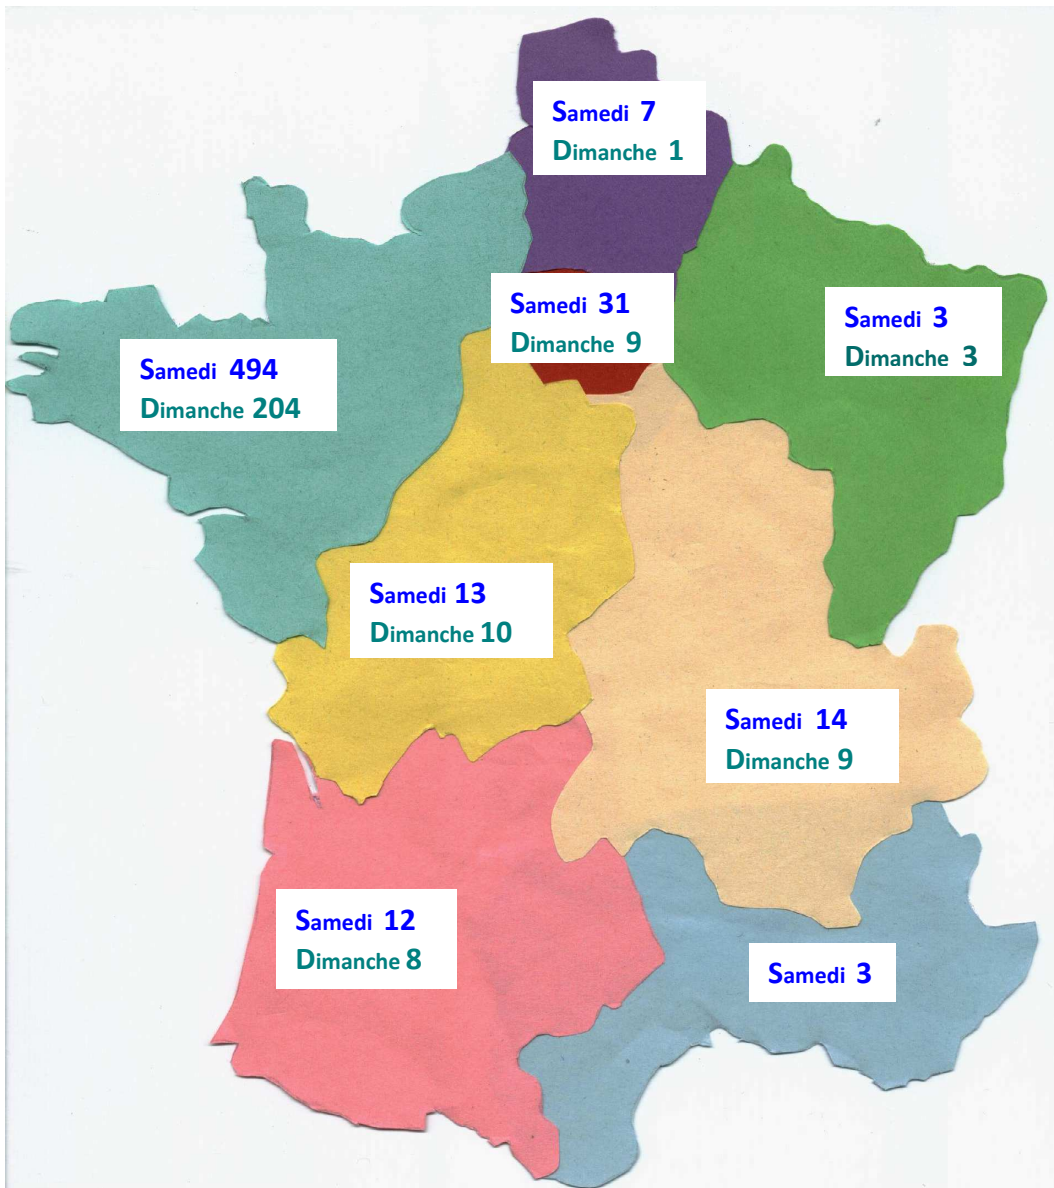 Samedi 7
Dimanche 1
Samedi 31
Dimanche 9
Samedi 3
Dimanche 3
Samedi 494
Dimanche 204
Samedi 13
Dimanche 10
Samedi 14
Dimanche 9
Samedi 12
Dimanche 8
Samedi 3